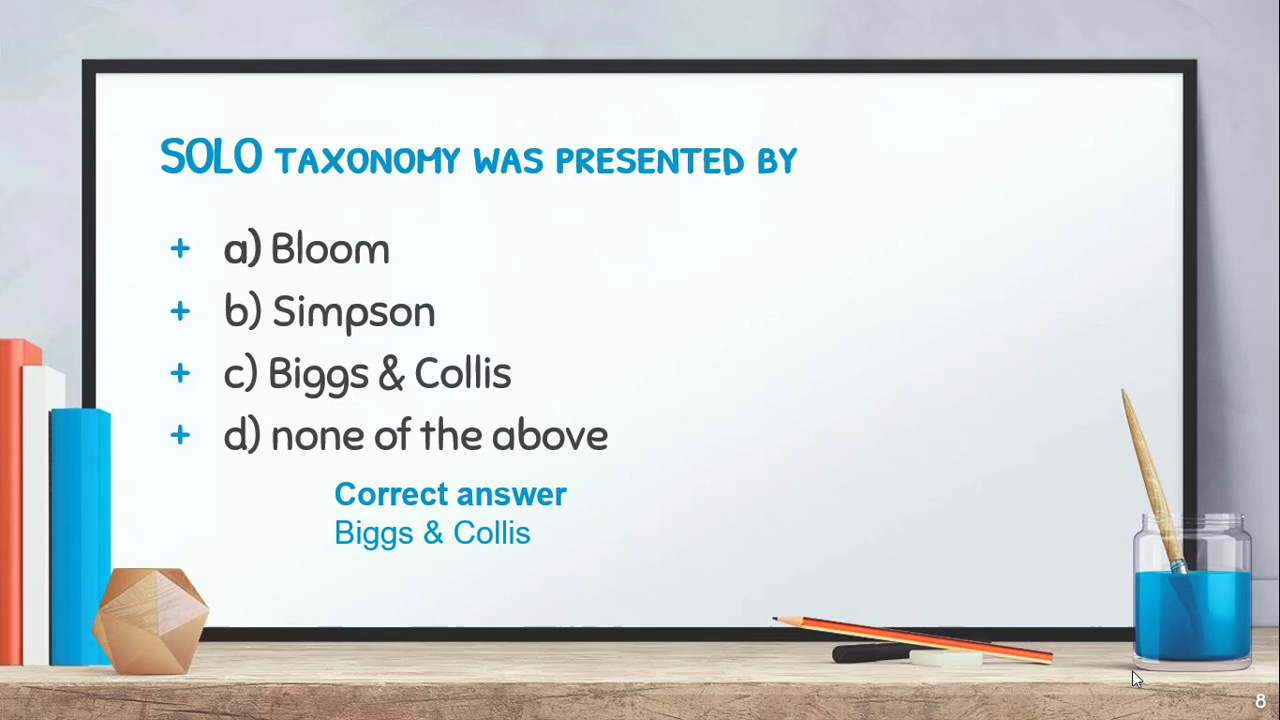 SOLO TAXONOMY WAS PRESENTED BY
+ a) Bloom
+ b) Simpson
+ c) Biggs & Collis
+ d) none of the above
Correct answer
Biggs & Collis
8